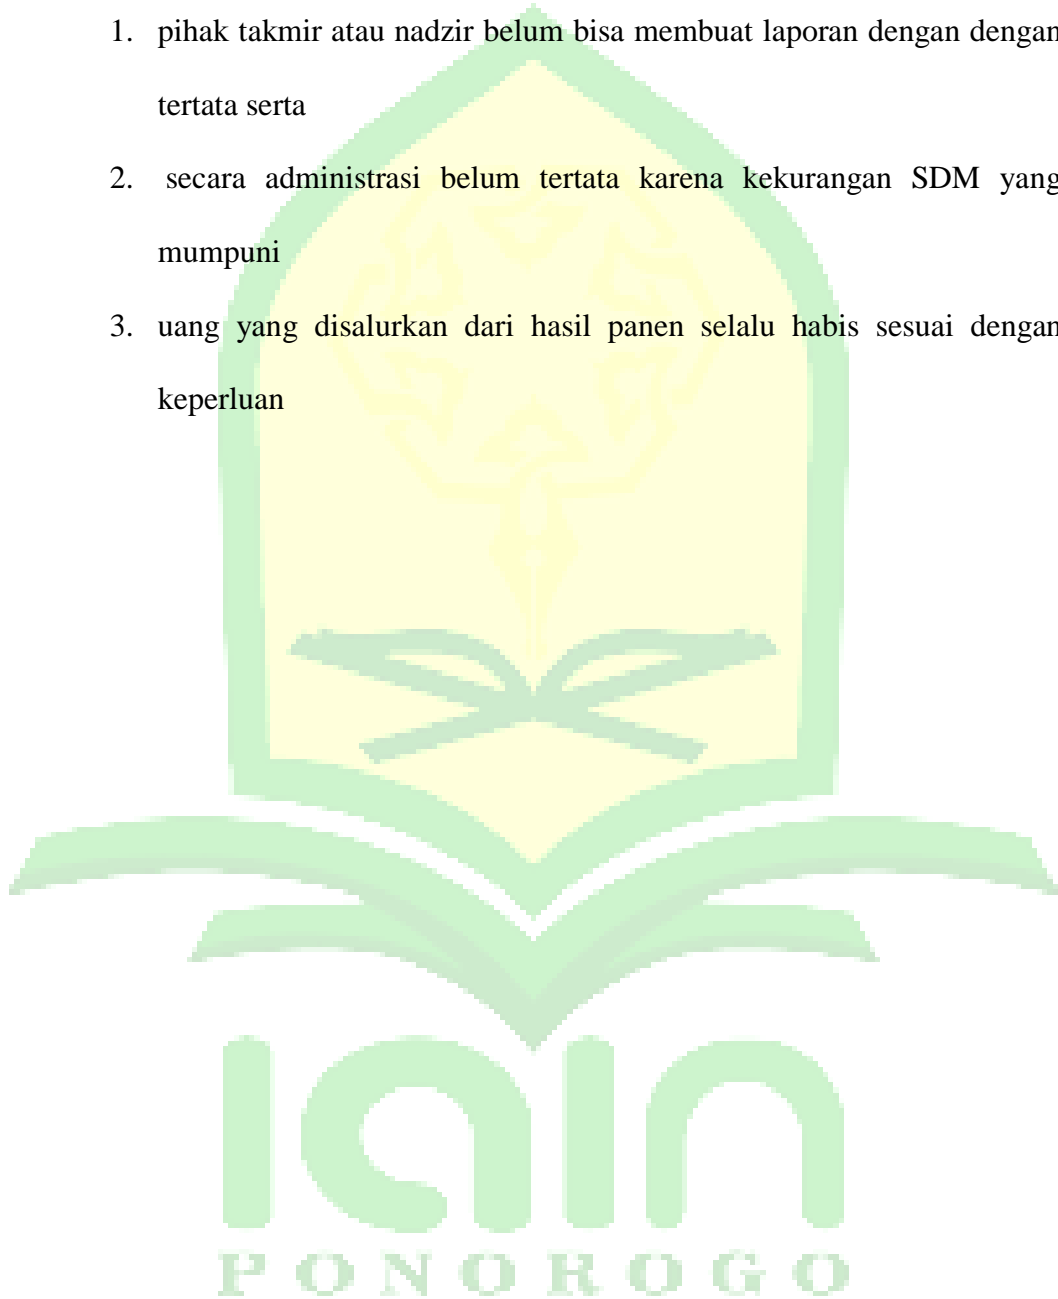 1. pihak takmir atau nadzir belum bisa membuat laporan dengan dengan
tertata serta
2. secara administrasi belum tertata karena kekurangan SDM yang
mumpuni
3. uang yang disalurkan dari hasil panen selalu habis sesuai dengan
keperluan
iain
PONOROGO